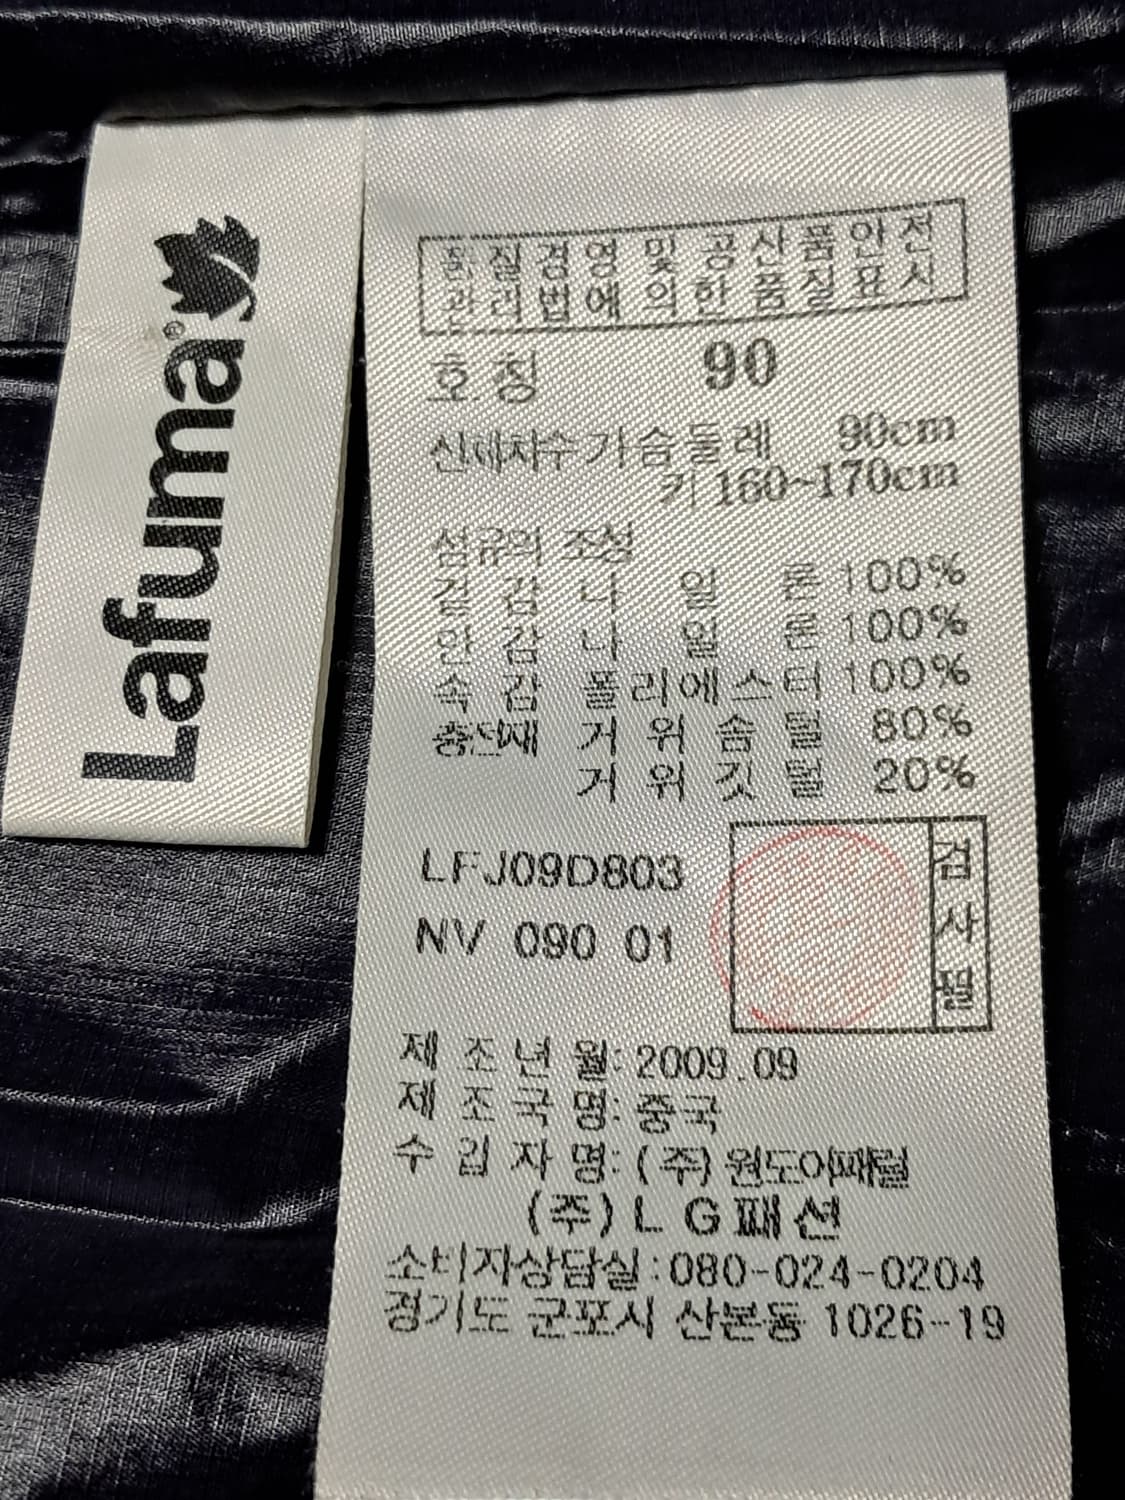 Lafuma®
품질경영 및 공산품안전
관리법에 의한 품질표시
호칭 90
신체치수 가슴둘레 90cm
키 160~170cm
섬유의 조성
겉감 나일론 100%
안감 나일론 100%
속감 폴리에스터 100%
충전재 거위솜털 80%
거위깃털 20%
LFJ09D803
NV 090 01
검사필
제조년월: 2009.09
제조국명: 중국
수입자명: (주)원도어패럴
(주)LG패션
소비자상담실:080-024-0204
경기도 군포시 산본동 1026-19